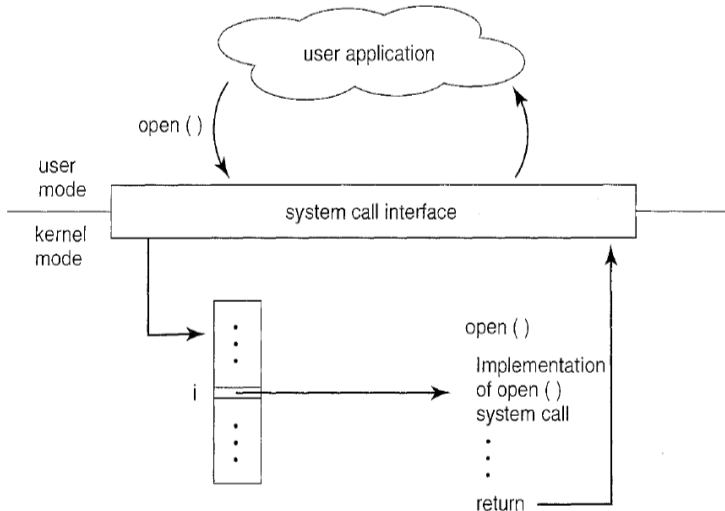 user application
open ( )
user
mode
system call interface
kernel
mode
open ( )
Implementation
of open ( )
system call
i
return